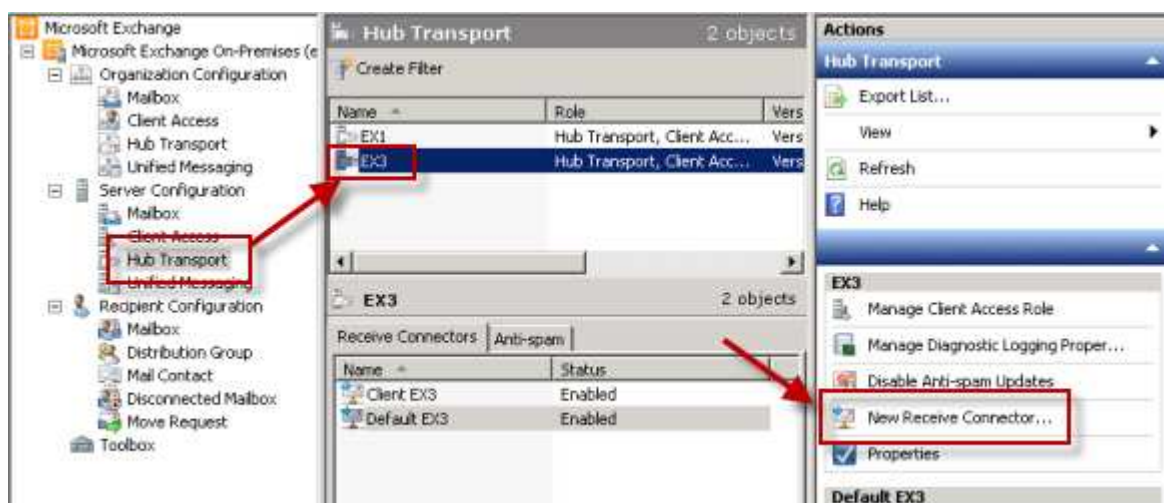 Microsoft Exchange
Microsoft Exchange On-Premises (e
Organization Configuration
Mailbox
Client Access
Hub Transport
Unified Messaging
Server Configuration
Mailbox
Client Access
Hub Transport
Unified Messaging
Recipient Configuration
Mailbox
Distribution Group
Mail Contact
Disconnected Mailbox
Move Request
Toolbox
Hub Transport 2 objects
Create Filter
Name Role Vers
EX1 Hub Transport, Client Acc... Vers
EX3 Hub Transport, Client Acc... Vers
EX3 2 objects
Receive Connectors Anti-spam
Name Status
Client EX3 Enabled
Default EX3 Enabled
Actions
Hub Transport
Export List...
View
Refresh
Help
EX3
Manage Client Access Role
Manage Diagnostic Logging Proper...
Disable Anti-spam Updates
New Receive Connector...
Properties
Default EX3